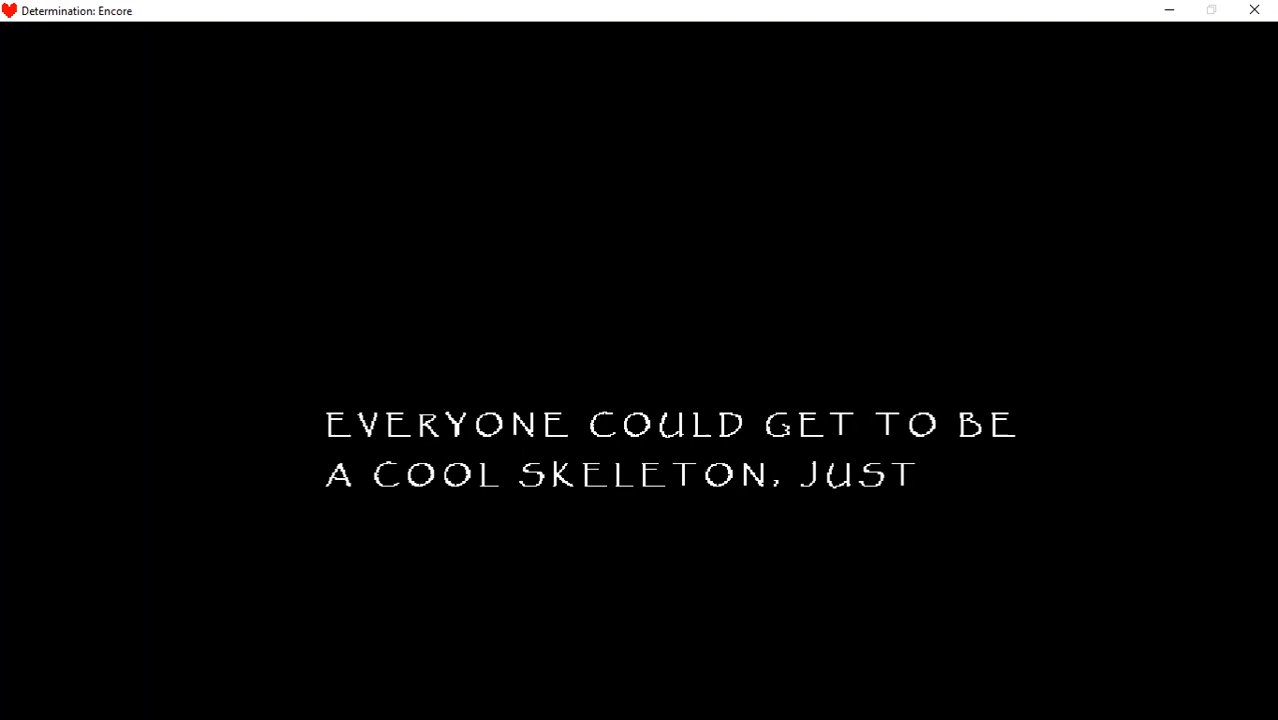 Determination: Encore
EVERYONE COULD GET TO BE
A COOL SKELETON, JUST